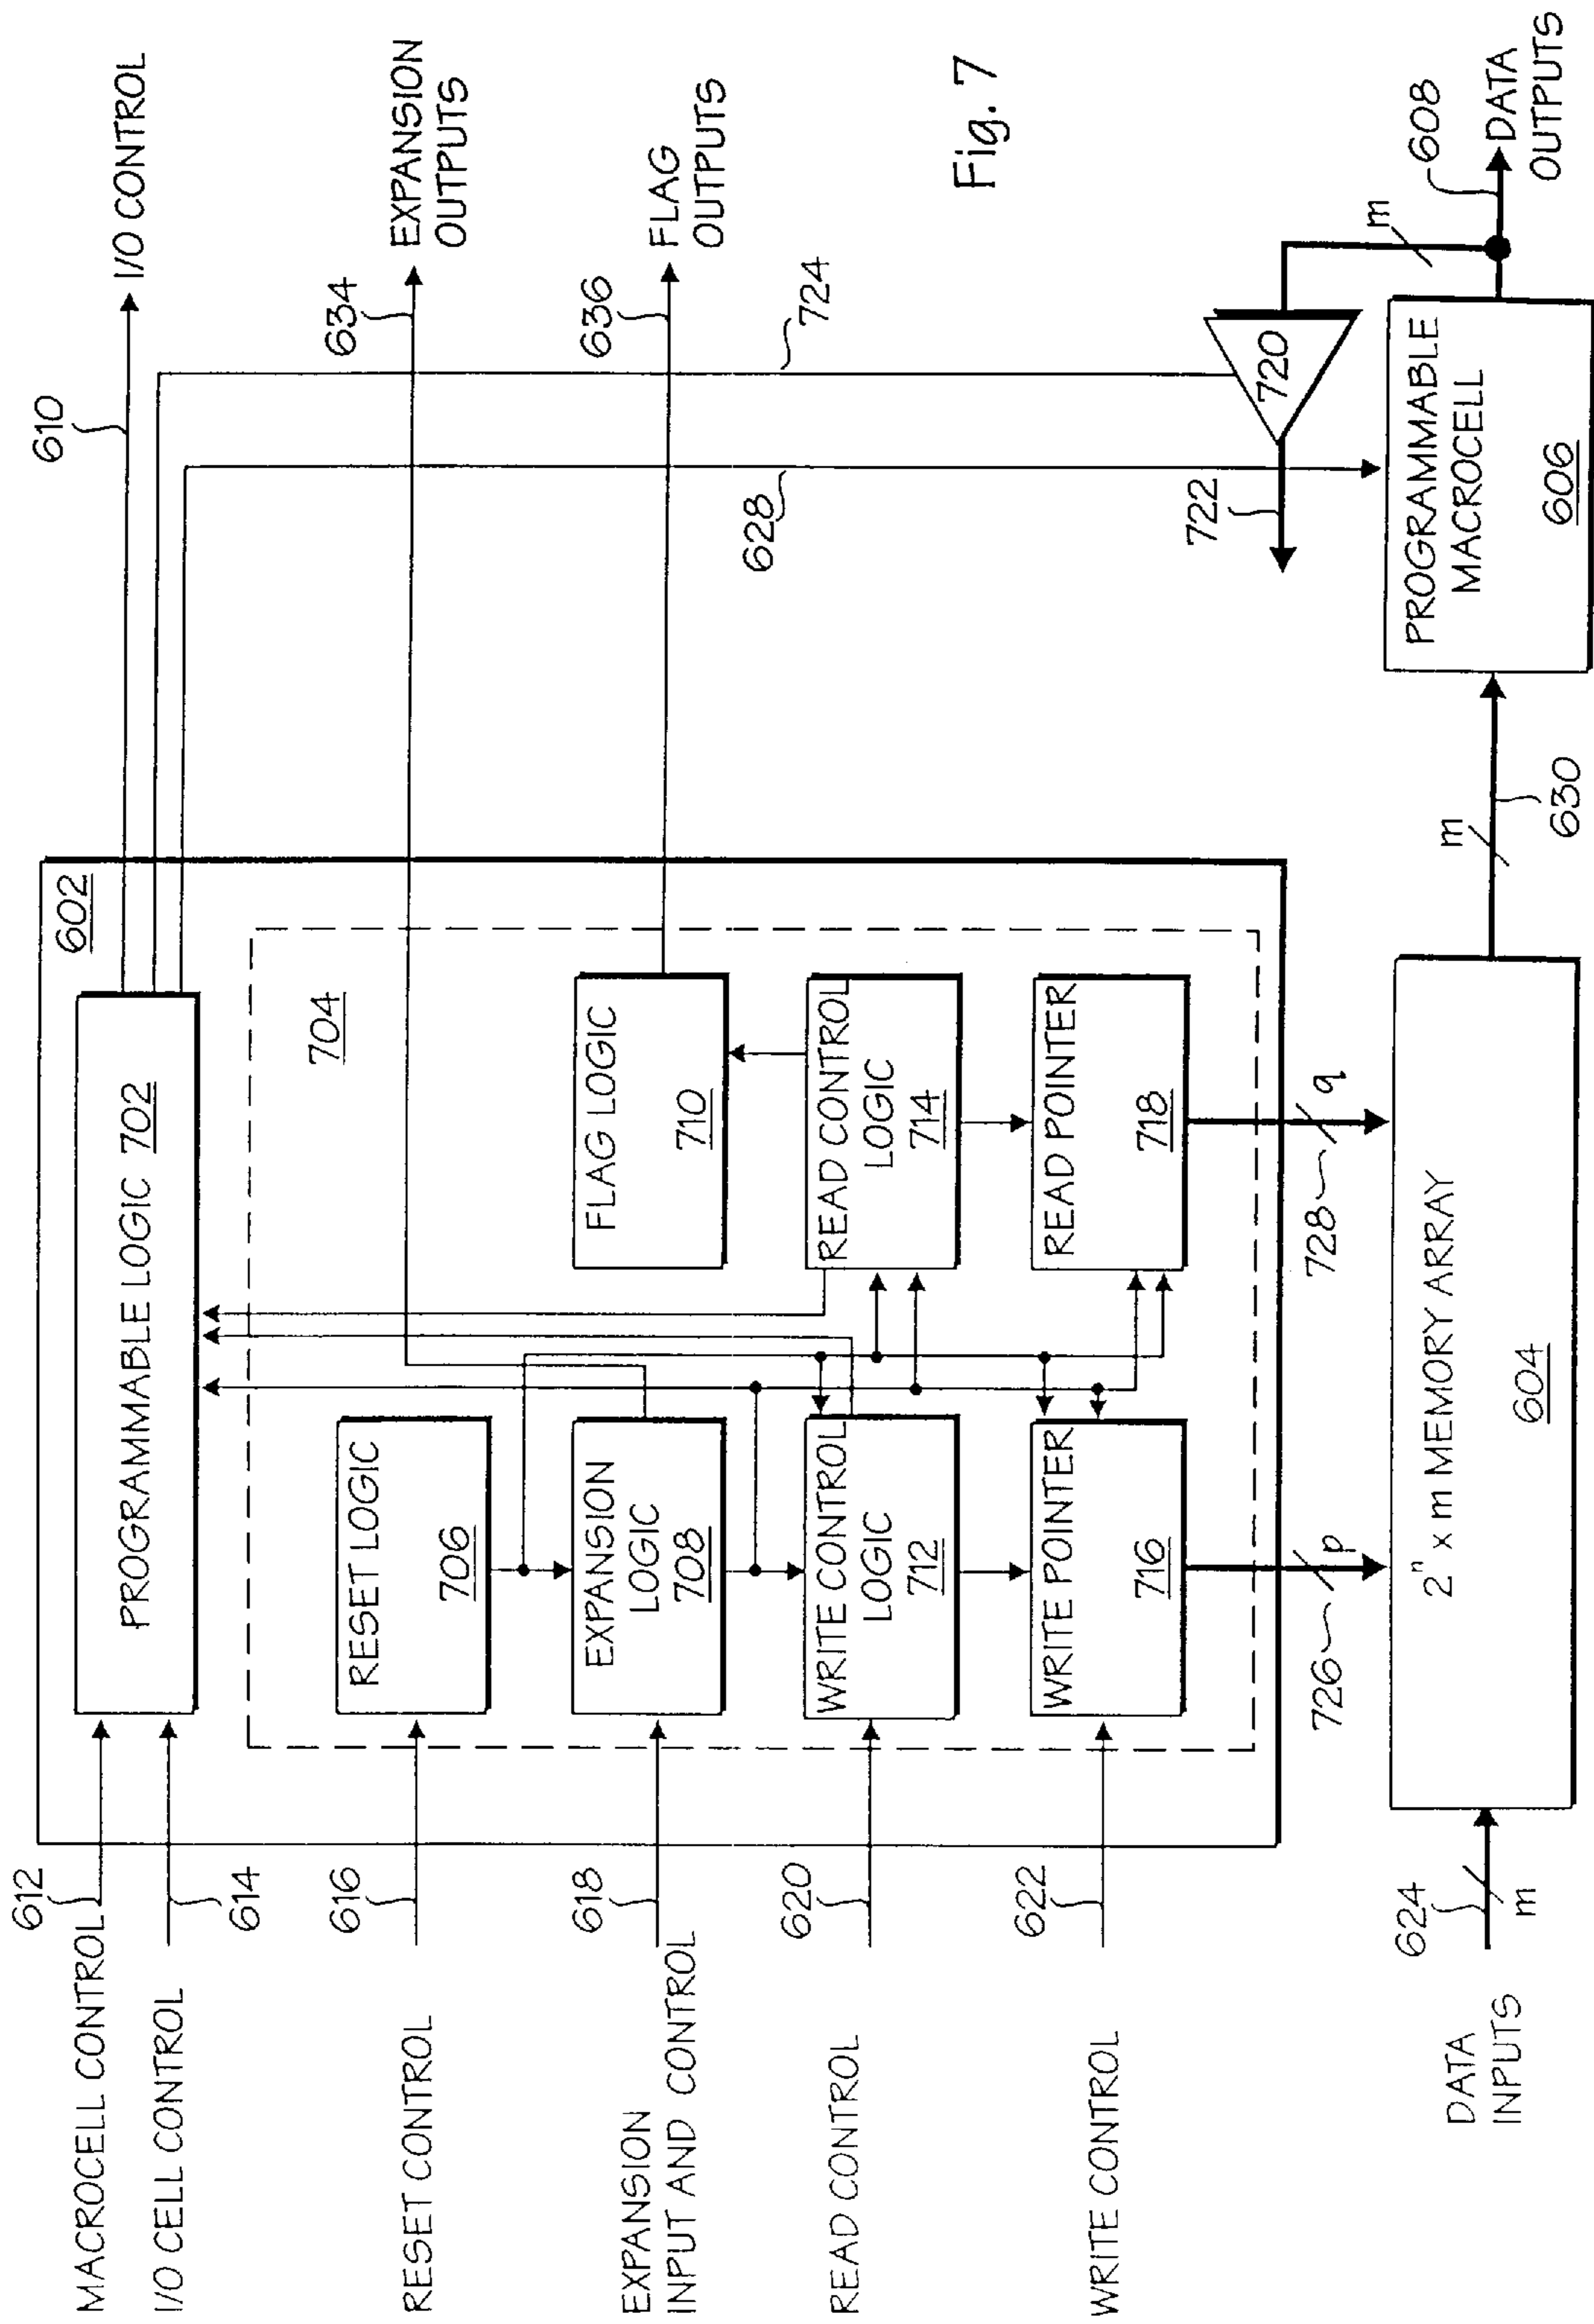 MACROCELL CONTROL
612
I/O CELL CONTROL
614
RESET CONTROL
616
EXPANSION
INPUT AND CONTROL
618
READ CONTROL
620
WRITE CONTROL
622
DATA
INPUTS
624
m
602
PROGRAMMABLE LOGIC 702
704
RESET LOGIC
706
EXPANSION
LOGIC
708
FLAG LOGIC
710
WRITE CONTROL
LOGIC
712
READ CONTROL
LOGIC
714
WRITE POINTER
716
READ POINTER
718
726
p
728
q
2ⁿ x m MEMORY ARRAY
604
m
630
PROGRAMMABLE
MACROCELL
606
610
I/O CONTROL
634
EXPANSION
OUTPUTS
636
FLAG
OUTPUTS
724
628
722
720
m
608
DATA
OUTPUTS
Fig. 7